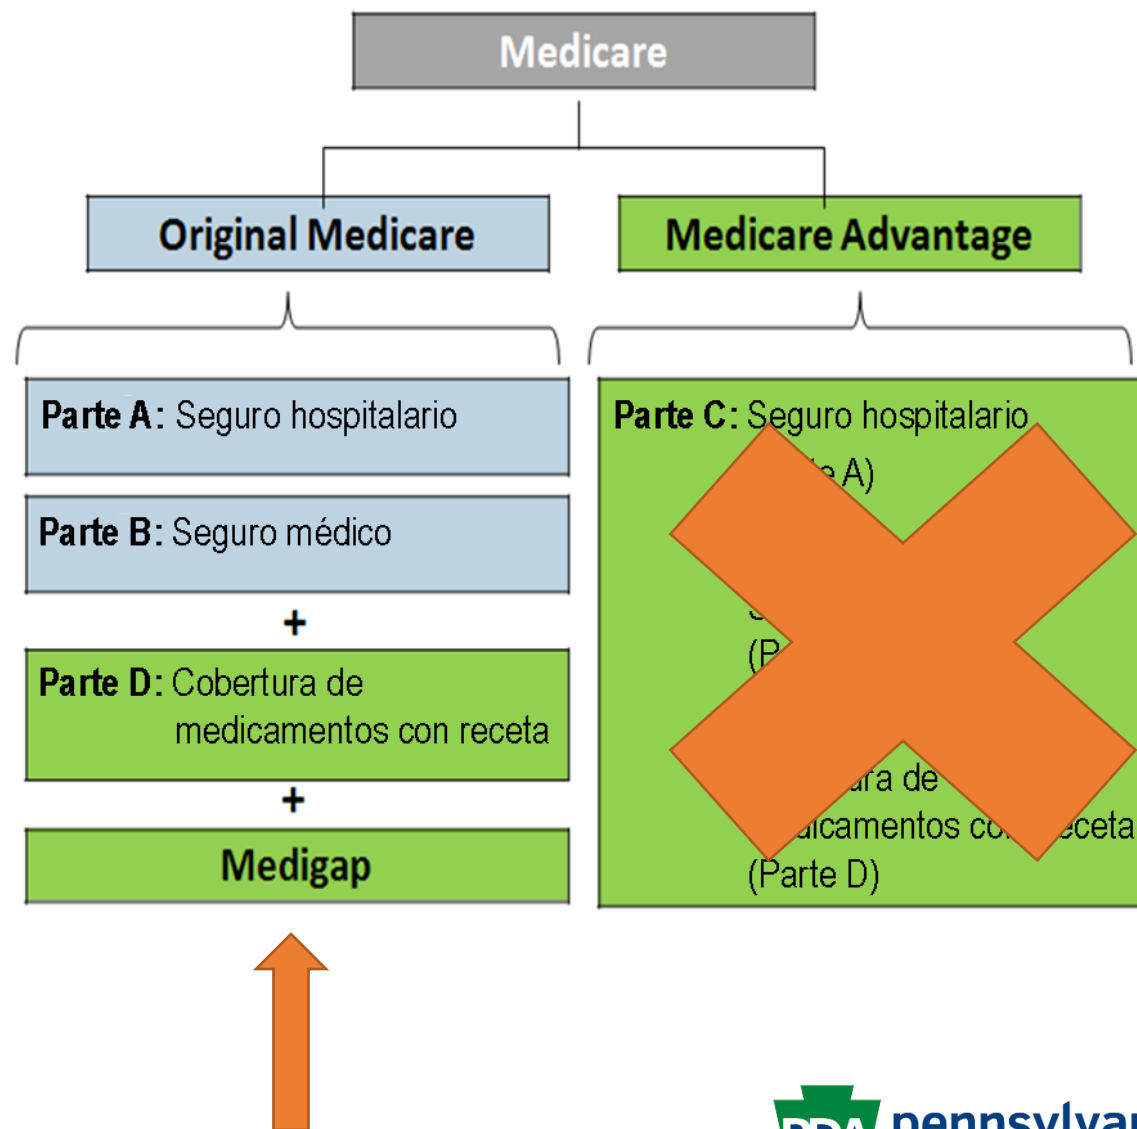 Medicare
Original Medicare
Medicare Advantage
Parte A: Seguro hospitalario
Parte B: Seguro médico
+
Parte D: Cobertura de
medicamentos con receta
+
Medigap
Parte C: Seguro hospitalario
A)
de
(Parte D)
PDA